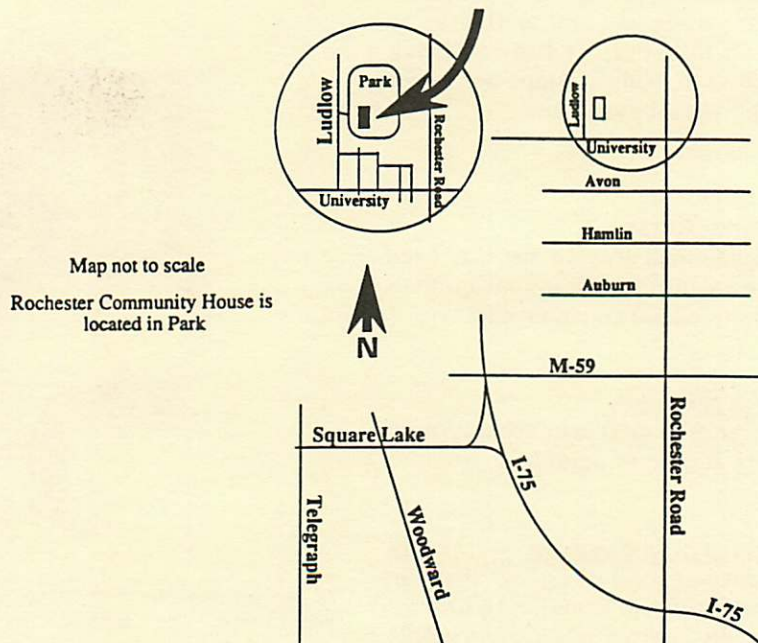 Park
Ludlow
Rochester Road
University
Ludlow
University
Avon
Hamlin
Auburn
Map not to scale
Rochester Community House is
located in Park
N
M-59
Square Lake
I-75
Rochester Road
Telegraph
Woodward
I-75